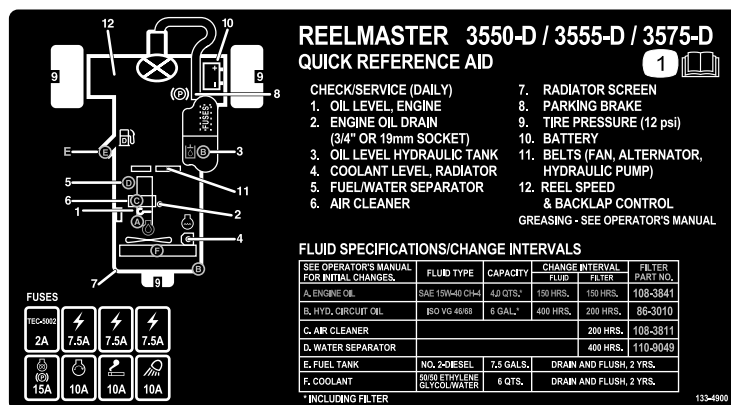 REELMASTER 3550-D / 3555-D / 3575-D
QUICK REFERENCE AID
1
CHECK/SERVICE (DAILY)
1. OIL LEVEL, ENGINE
2. ENGINE OIL DRAIN
(3/4" OR 19mm SOCKET)
3. OIL LEVEL HYDRAULIC TANK
4. COOLANT LEVEL, RADIATOR
5. FUEL/WATER SEPARATOR
6. AIR CLEANER
7. RADIATOR SCREEN
8. PARKING BRAKE
9. TIRE PRESSURE (12 psi)
10. BATTERY
11. BELTS (FAN, ALTERNATOR,
HYDRAULIC PUMP)
12. REEL SPEED
& BACKLAP CONTROL
GREASING - SEE OPERATOR'S MANUAL
12
10
9
9
(P)
8
FUSES
E
E
D
B
3
5
D
11
6
C
1
2
A
4
F
7
9
B
FUSES
TEC-5002
2A
7.5A
7.5A
7.5A
(P)
15A
10A
10A
10A
FLUID SPECIFICATIONS/CHANGE INTERVALS
SEE OPERATOR'S MANUAL FOR INITIAL CHANGES. FLUID TYPE CAPACITY CHANGE INTERVAL FLUID FILTER FILTER PART NO.
A. ENGINE OIL SAE 15W-40 CH-4 4.0 QTS.* 150 HRS. 150 HRS. 108-3841
B. HYD. CIRCUIT OIL ISO VG 46/68 6 GAL.* 400 HRS. 200 HRS. 86-3010
C. AIR CLEANER 200 HRS. 108-3811
D. WATER SEPARATOR 400 HRS. 110-9049
E. FUEL TANK NO. 2-DIESEL 7.5 GALS. DRAIN AND FLUSH, 2 YRS.
F. COOLANT 50/50 ETHYLENE GLYCOL/WATER 6 QTS. DRAIN AND FLUSH, 2 YRS.
* INCLUDING FILTER
133-4900